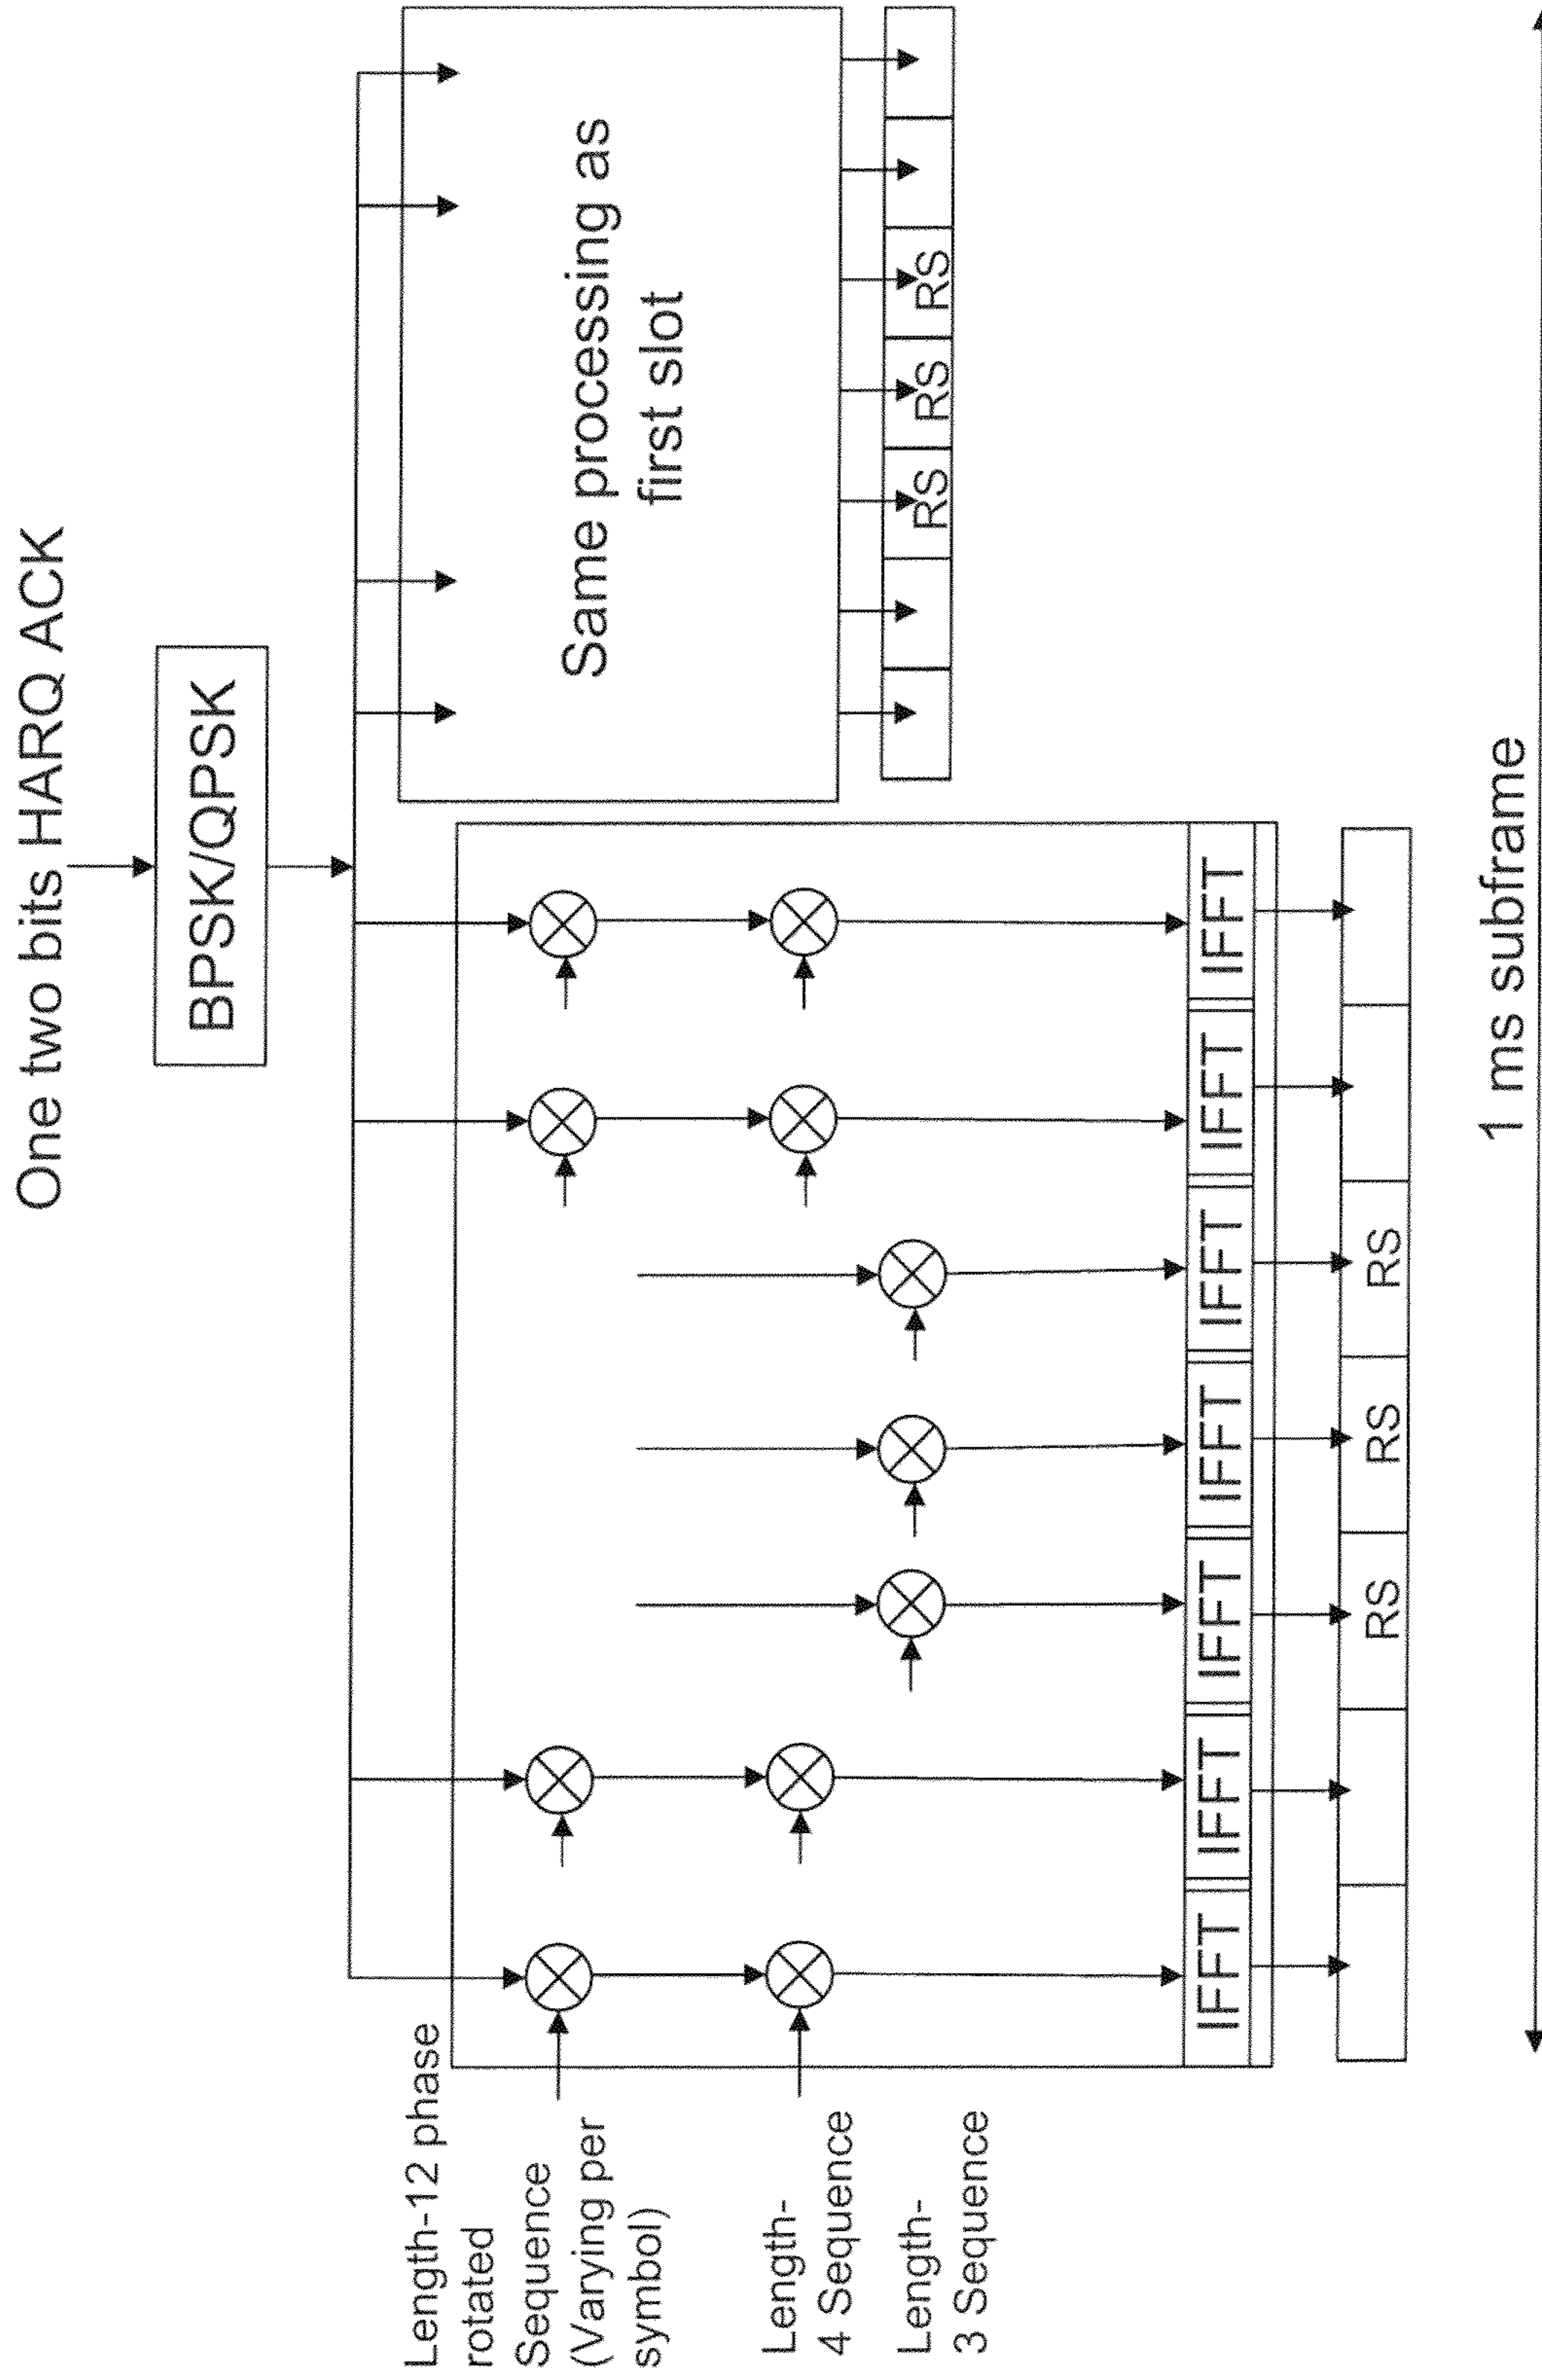 One two bits HARQ ACK
BPSK/QPSK
Length-12 phase
rotated
Sequence
(Varying per
symbol)
Length-
4 Sequence
Length-
3 Sequence
Same processing as
first slot
IFFT IFFT IFFT IFFT IFFT IFFT IFFT
RS RS RS
RS RS RS
1 ms subframe